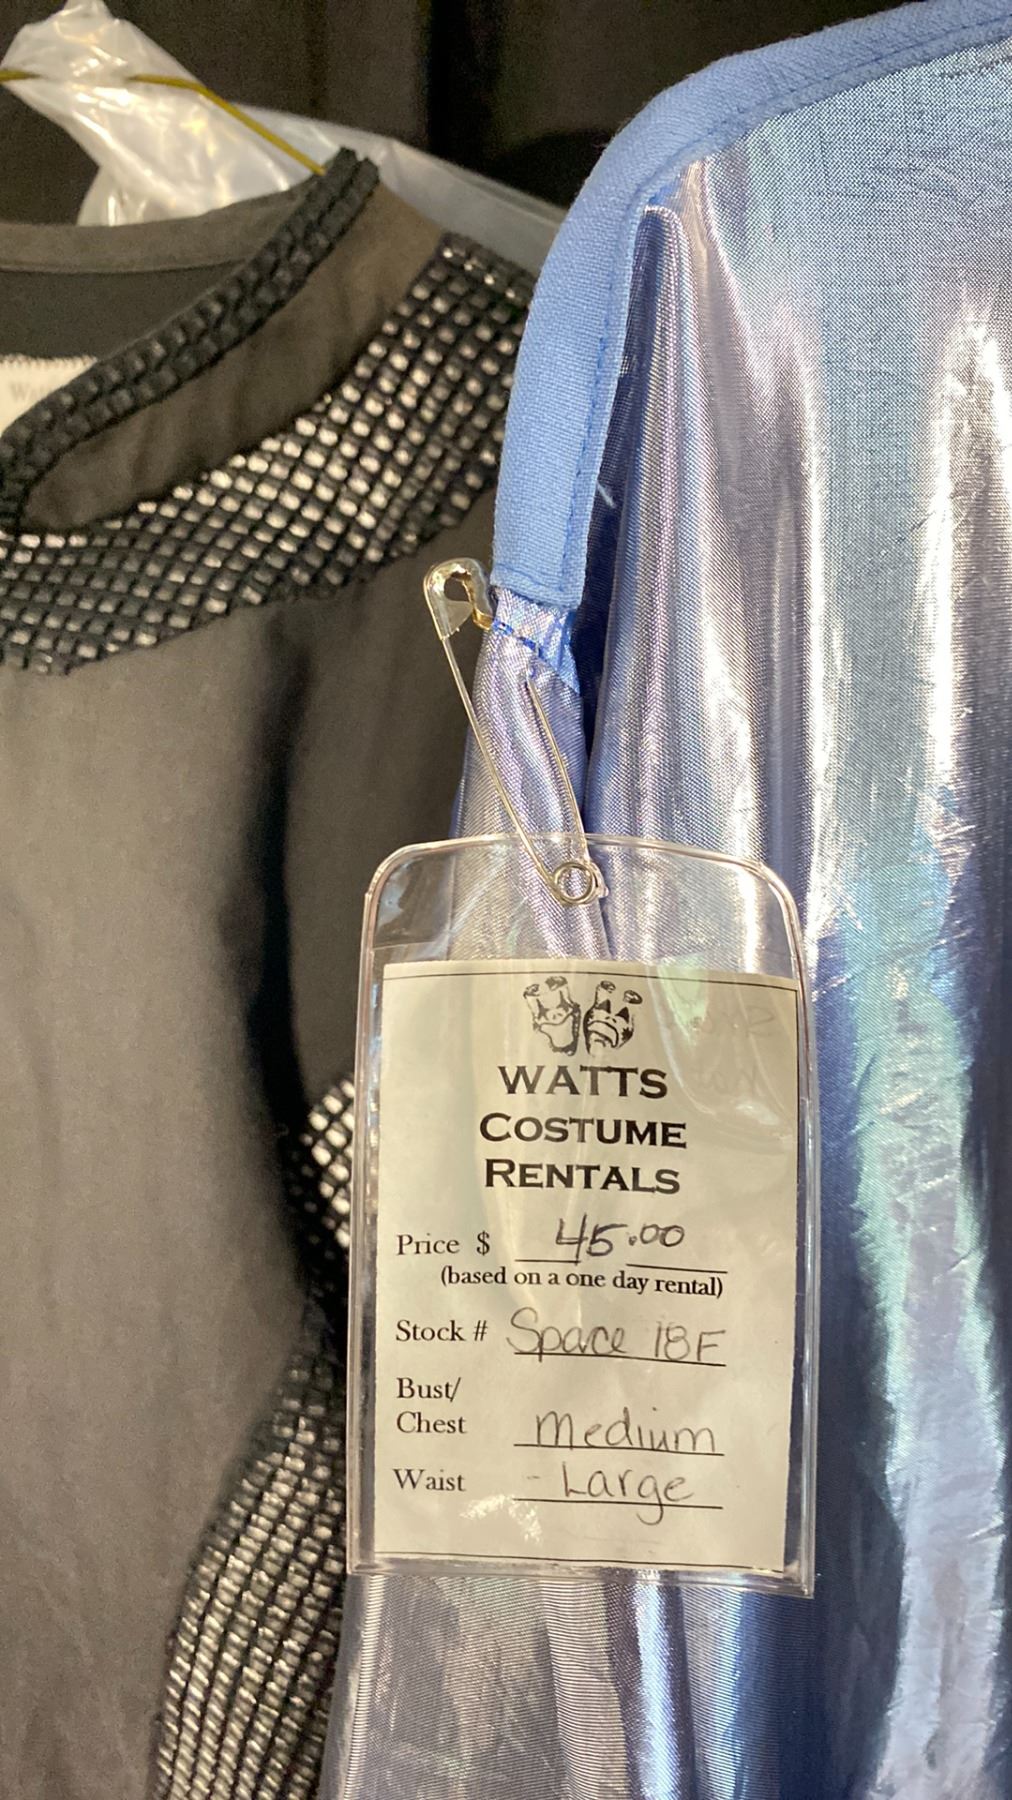 WATTS
COSTUME
RENTALS
Price $ 45.00
(based on a one day rental)
Stock # Space 18F
Bust/
Chest Medium
Waist - Large